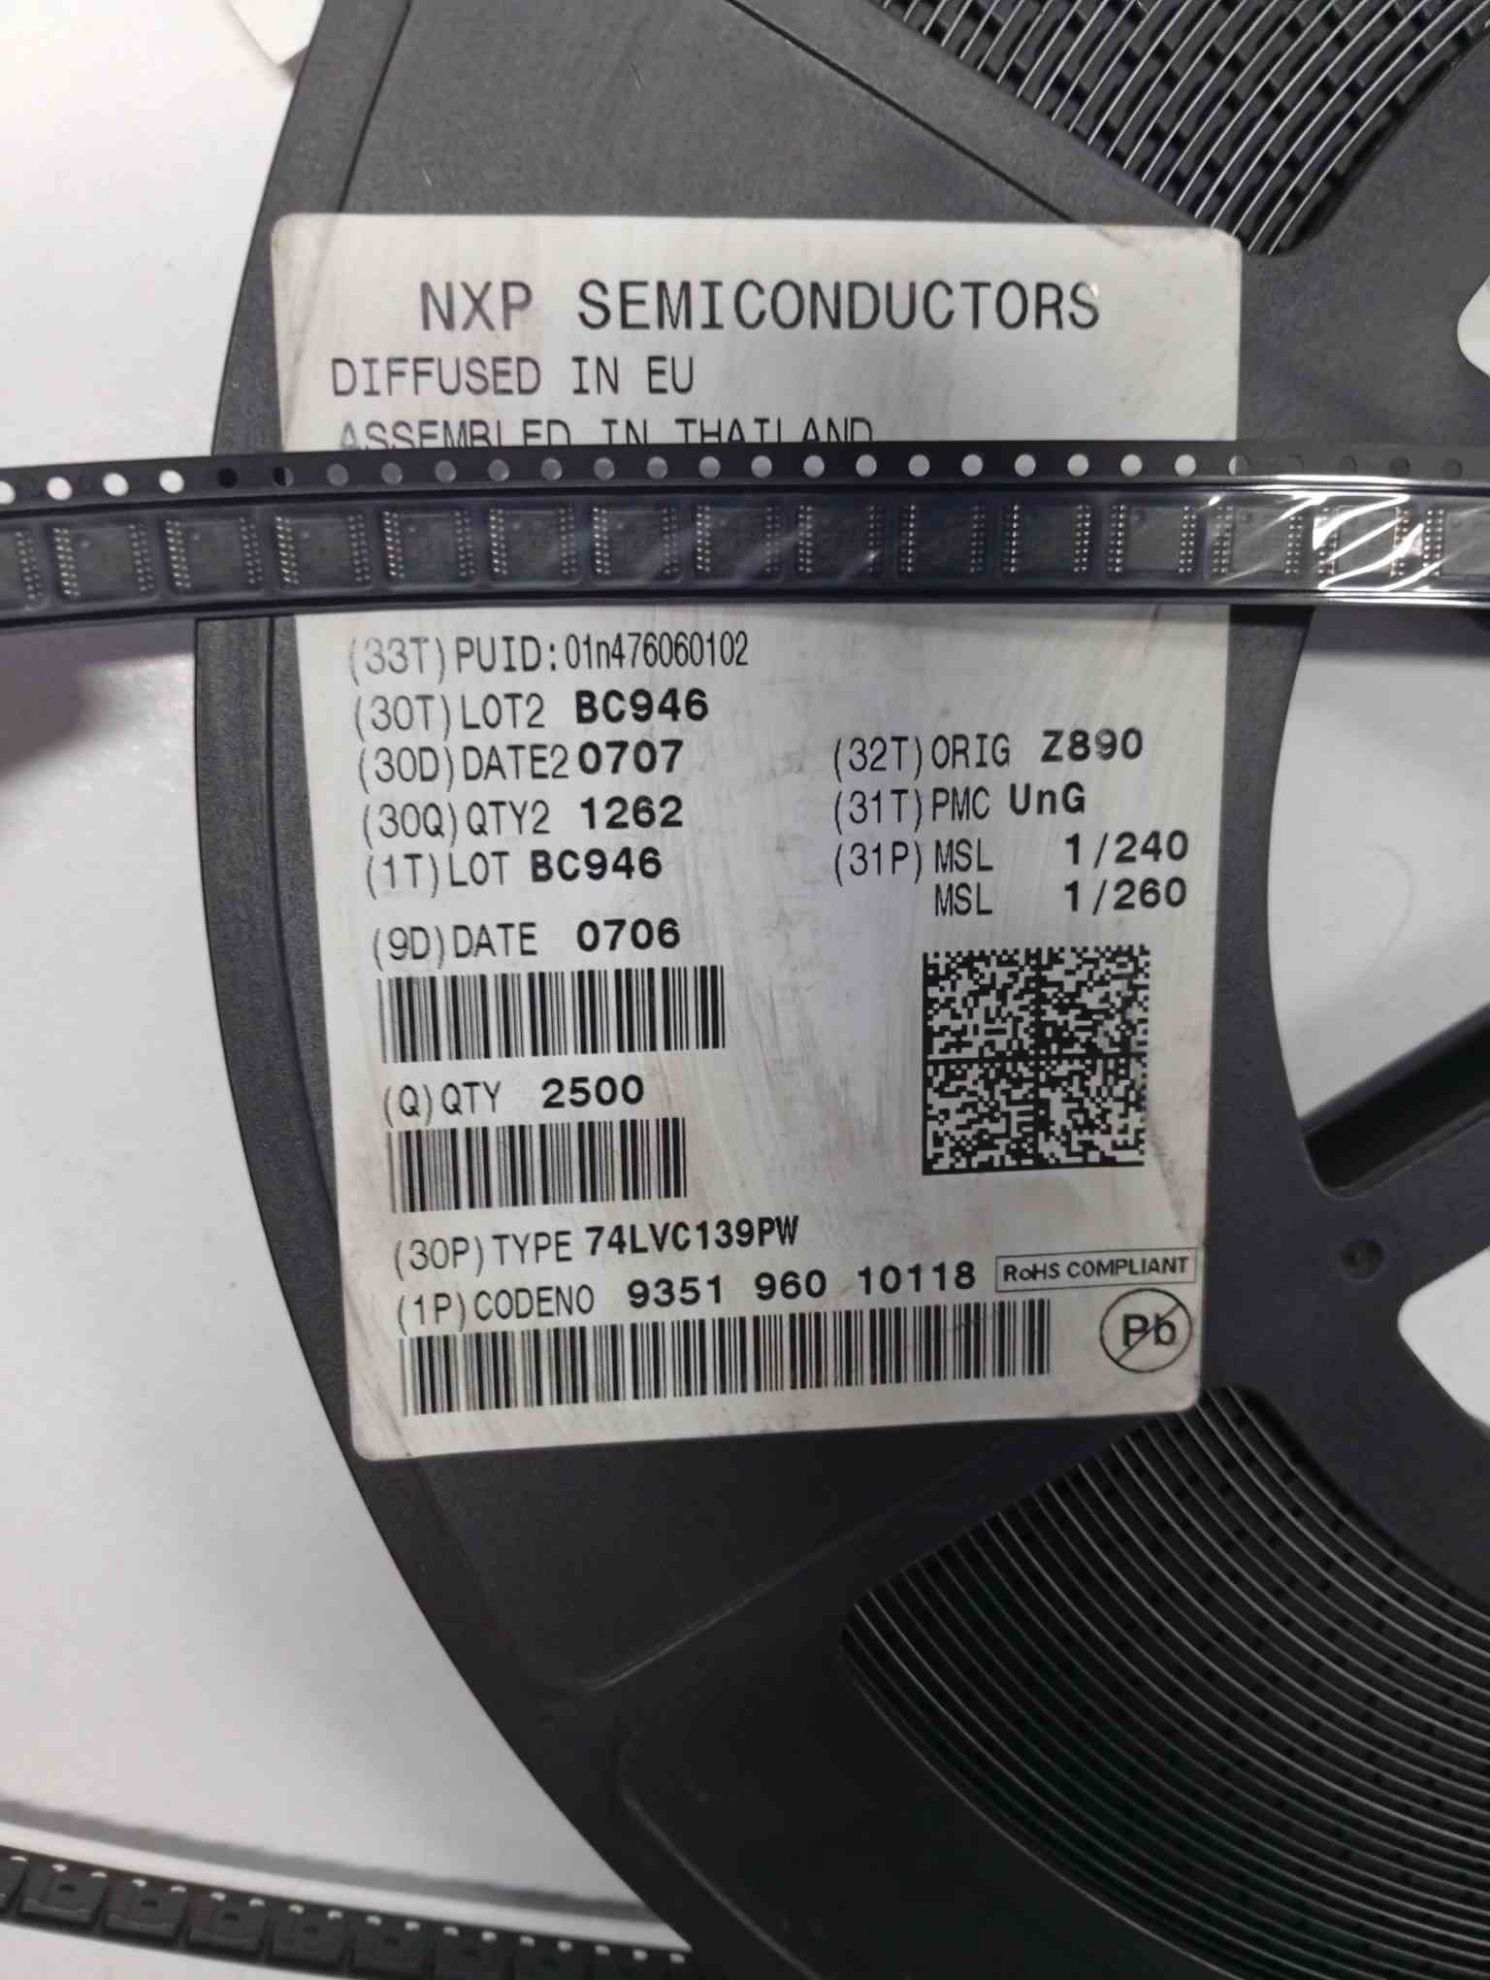 NXP SEMICONDUCTORS
DIFFUSED IN EU
ASSEMBLED IN THAILAND
(33T) PUID: 01n476060102
(30T) LOT2 BC946
(30D) DATE2 0707
(32T) ORIG Z890
(30Q) QTY2 1262
(31T) PMC UnG
(1T) LOT BC946
(31P) MSL 1/240
MSL 1/260
(9D) DATE 0706
(Q) QTY 2500
(30P) TYPE 74LVC139PW
(1P) CODENO 9351 960 10118
RoHS COMPLIANT
Pb